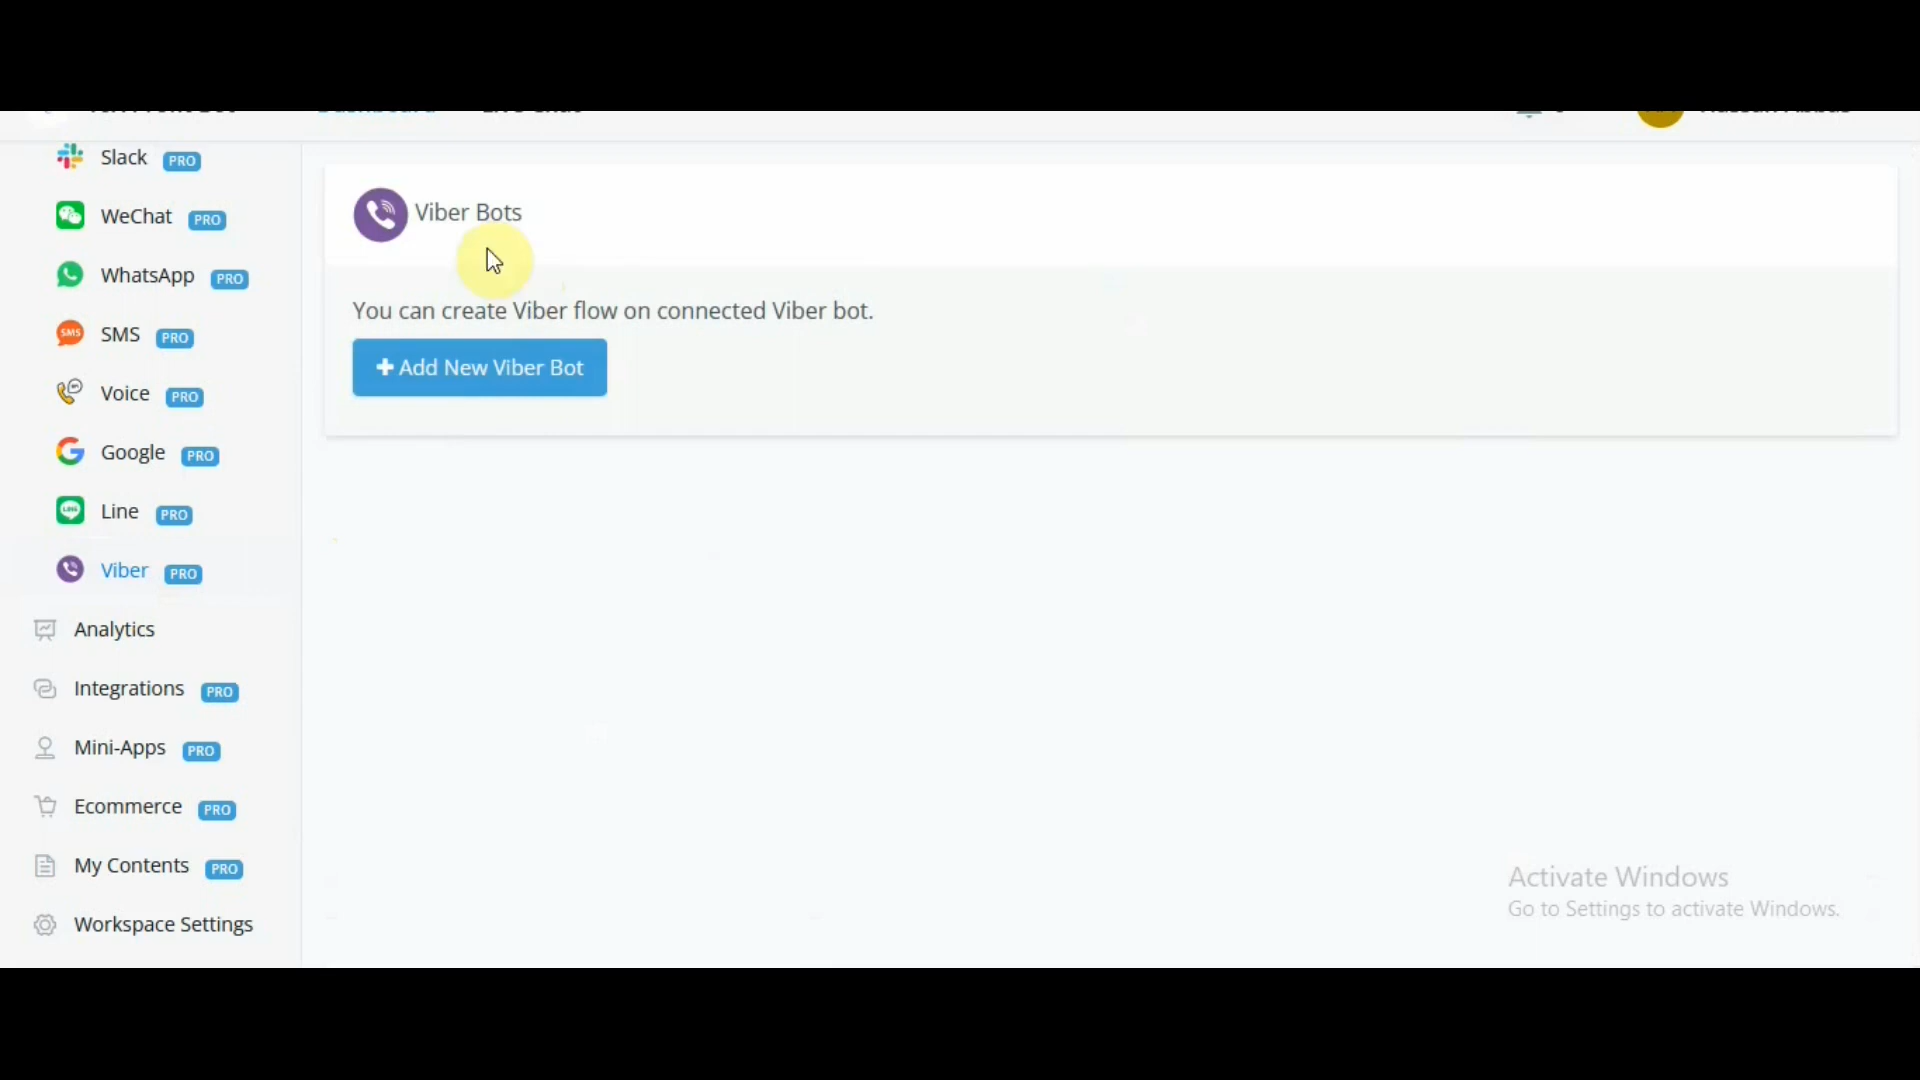 Slack PRO
WeChat PRO
WhatsApp PRO
SMS SMS PRO
Voice PRO
Google PRO
Line PRO
Viber PRO
Analytics
Integrations PRO
Mini-Apps PRO
Ecommerce PRO
My Contents PRO
Workspace Settings
Viber Bots
You can create Viber flow on connected Viber bot.
+ Add New Viber Bot
Activate Windows
Go to Settings to activate Windows.